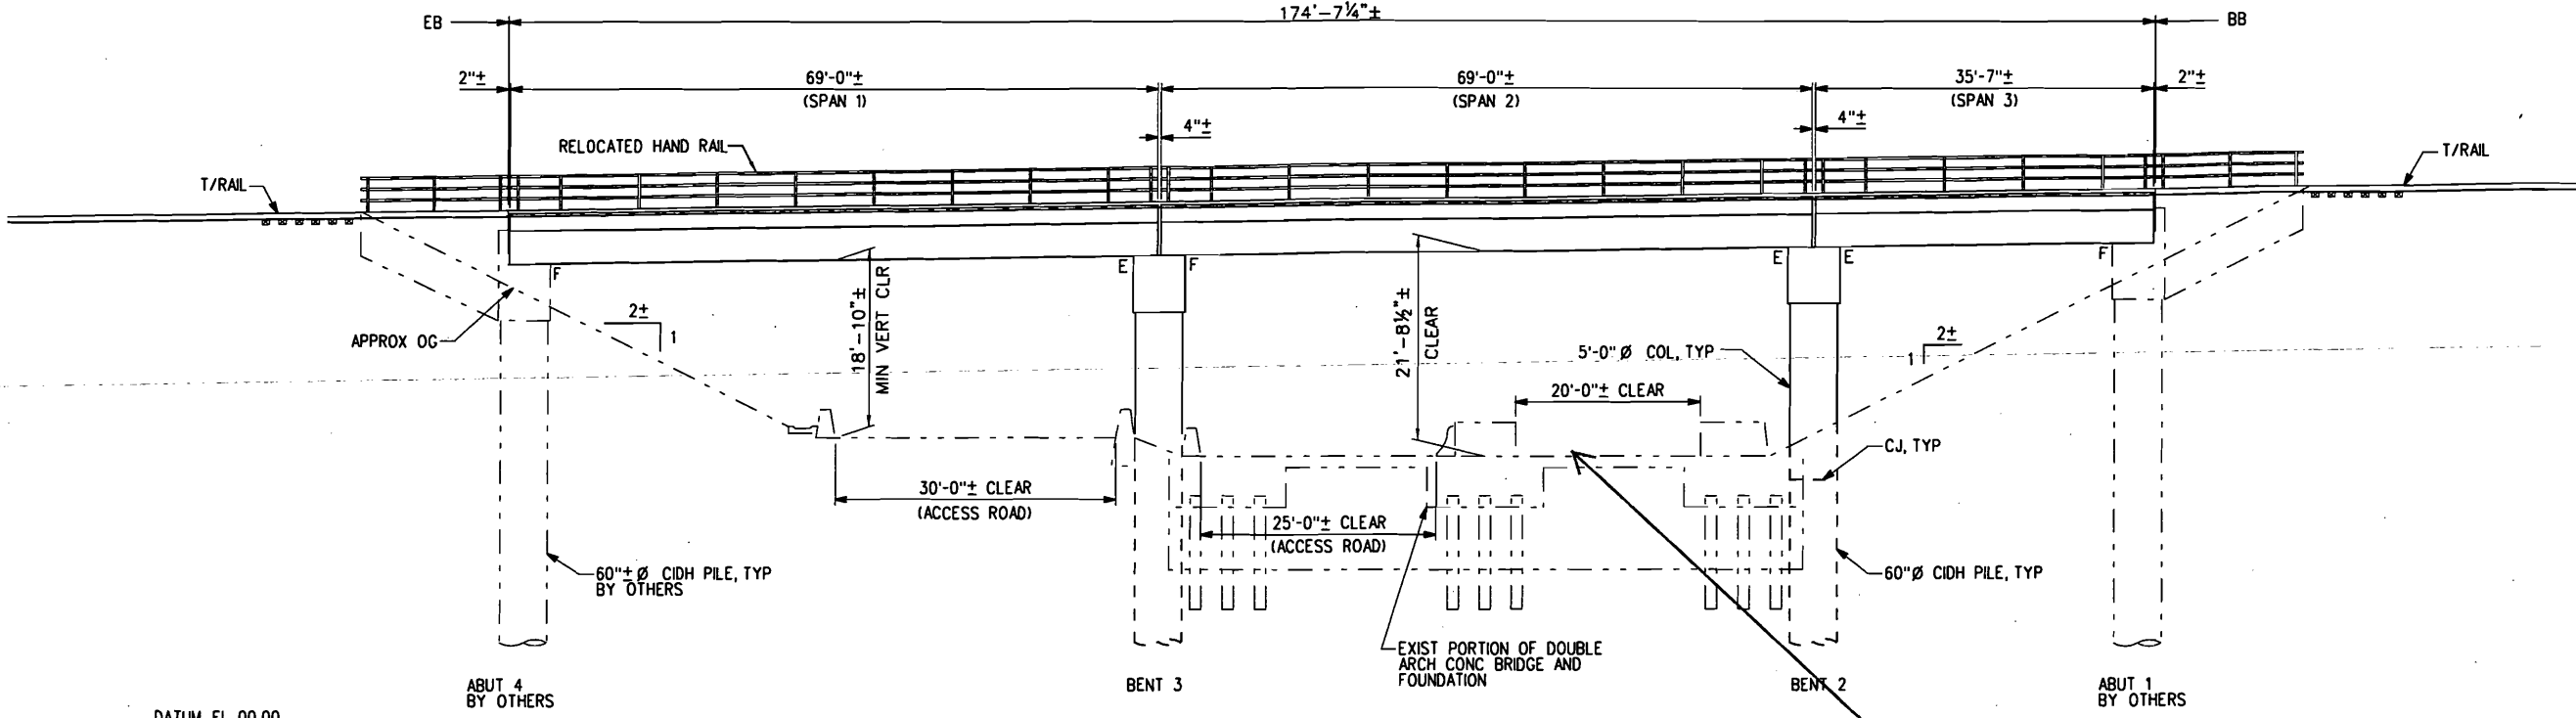 EB
174'-7¼"±
BB
2"±
69'-0"±
(SPAN 1)
69'-0"±
(SPAN 2)
35'-7"±
(SPAN 3)
2"±
4"±
4"±
RELOCATED HAND RAIL
T/RAIL
T/RAIL
F
E
F
E
E
F
2±
1
APPROX OG
18'-10"±
MIN VERT CLR
21'-8½"±
CLEAR
5'-0"Ø COL, TYP
2±
1
20'-0"± CLEAR
CJ, TYP
30'-0"± CLEAR
(ACCESS ROAD)
25'-0"± CLEAR
(ACCESS ROAD)
60"±Ø CIDH PILE, TYP
BY OTHERS
60"Ø CIDH PILE, TYP
EXIST PORTION OF DOUBLE
ARCH CONC BRIDGE AND
FOUNDATION
ABUT 4
BY OTHERS
BENT 3
BENT 2
ABUT 1
BY OTHERS
DATUM EL 00.00